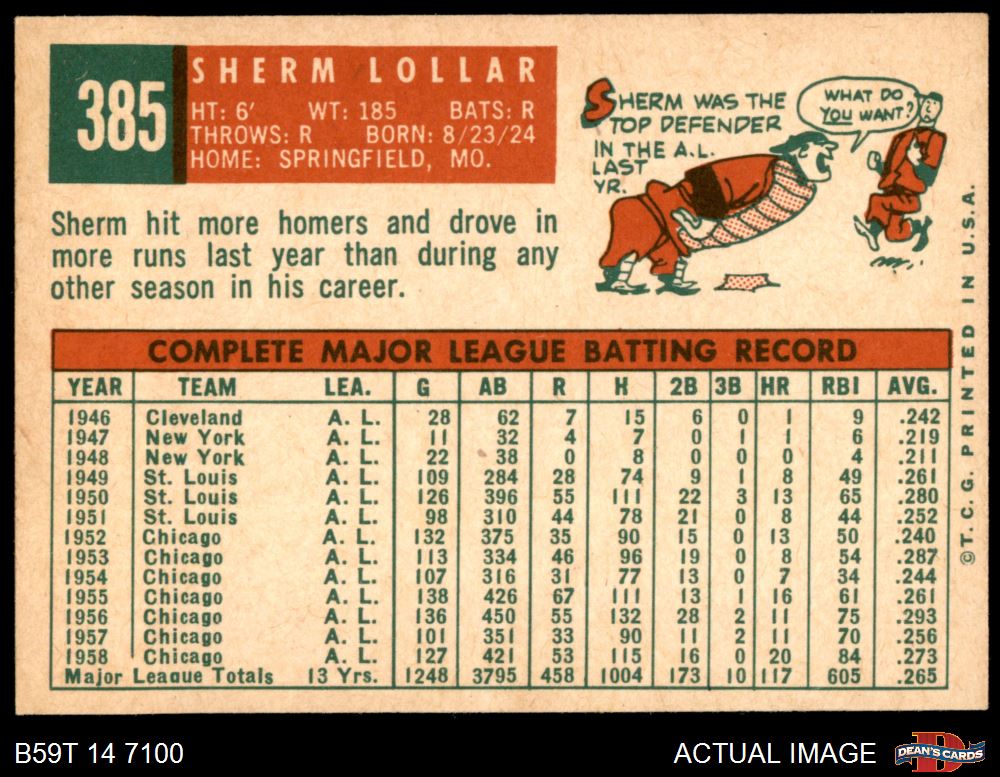 385
SHERM LOLLAR
HT: 6' WT: 185 BATS: R
THROWS: R BORN: 8/23/24
HOME: SPRINGFIELD, MO.
Sherm hit more homers and drove in
more runs last year than during any
other season in his career.
SHERM WAS THE
TOP DEFENDER
IN THE A.L.
LAST
YR.
WHAT DO
YOU WANT?
COMPLETE MAJOR LEAGUE BATTING RECORD
YEAR TEAM LEA. G AB R H 2B 3B HR RBI AVG.
1946 Cleveland A. L. 28 62 7 15 6 0 1 9 .242
1947 New York A. L. 11 32 4 7 0 1 1 6 .219
1948 New York A. L. 22 38 0 8 0 0 0 4 .211
1949 St. Louis A. L. 109 284 28 74 9 1 8 49 .261
1950 St. Louis A. L. 126 396 55 111 22 3 13 65 .280
1951 St. Louis A. L. 98 310 44 78 21 0 8 44 .252
1952 Chicago A. L. 132 375 35 90 15 0 13 50 .240
1953 Chicago A. L. 113 334 46 96 19 0 8 54 .287
1954 Chicago A. L. 107 316 31 77 13 0 7 34 .244
1955 Chicago A. L. 138 426 67 111 13 1 16 61 .261
1956 Chicago A. L. 136 450 55 132 28 2 11 75 .293
1957 Chicago A. L. 101 351 33 90 11 2 11 70 .256
1958 Chicago A. L. 127 421 53 115 16 0 20 84 .273
Major League Totals 13 Yrs. 1248 3795 458 1004 173 10 117 605 .265
©T.C.G. PRINTED IN U.S.A.
B59T 14 7100
ACTUAL IMAGE
DEAN'S CARDS